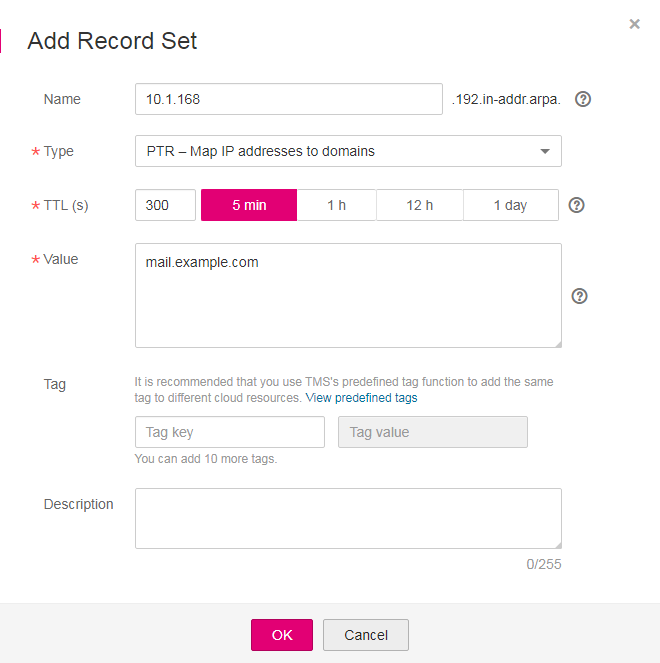 ×
Add Record Set
Name 10.1.168 .192.in-addr.arpa. ?
* Type PTR – Map IP addresses to domains
* TTL (s) 300 5 min 1 h 12 h 1 day ?
* Value mail.example.com ?
Tag It is recommended that you use TMS's predefined tag function to add the same
tag to different cloud resources. View predefined tags
Tag key Tag value
You can add 10 more tags.
Description
0/255
OK Cancel